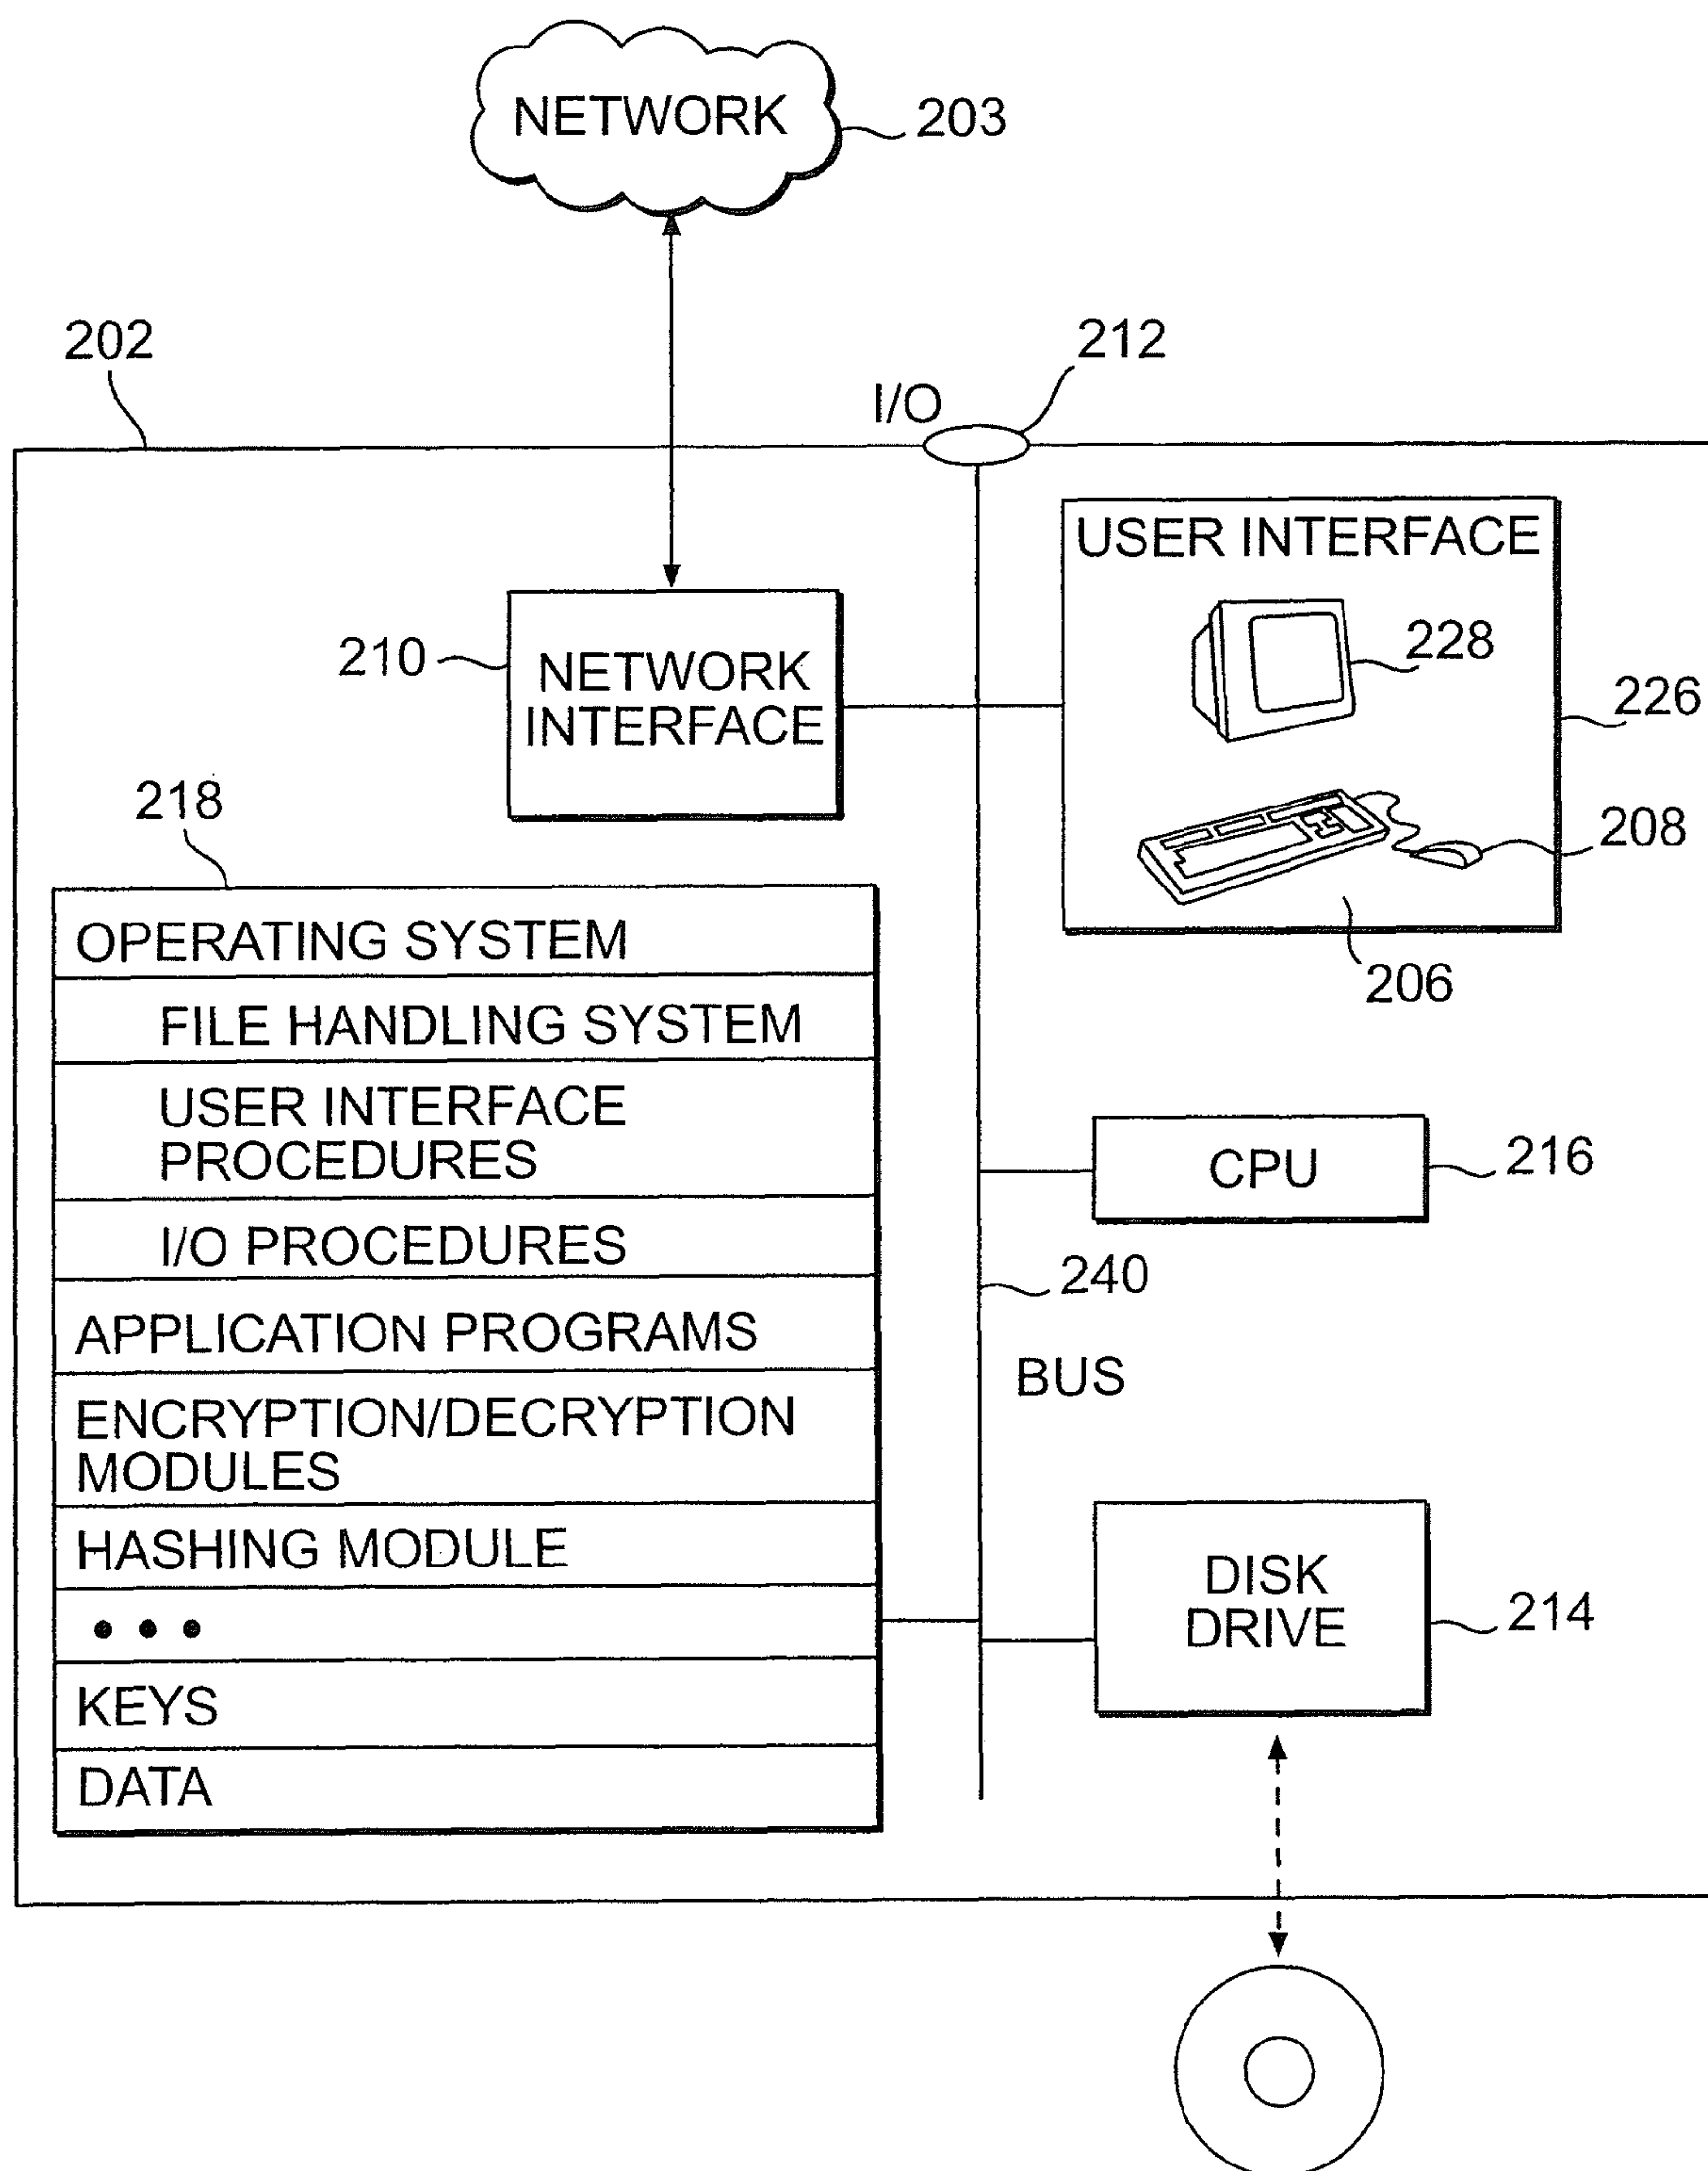 NETWORK
203
202
212
I/O
USER INTERFACE
228
226
210
NETWORK
INTERFACE
208
206
218
OPERATING SYSTEM
FILE HANDLING SYSTEM
USER INTERFACE
PROCEDURES
I/O PROCEDURES
APPLICATION PROGRAMS
ENCRYPTION/DECRYPTION
MODULES
HASHING MODULE
• • •
KEYS
DATA
CPU
216
240
BUS
DISK
DRIVE
214